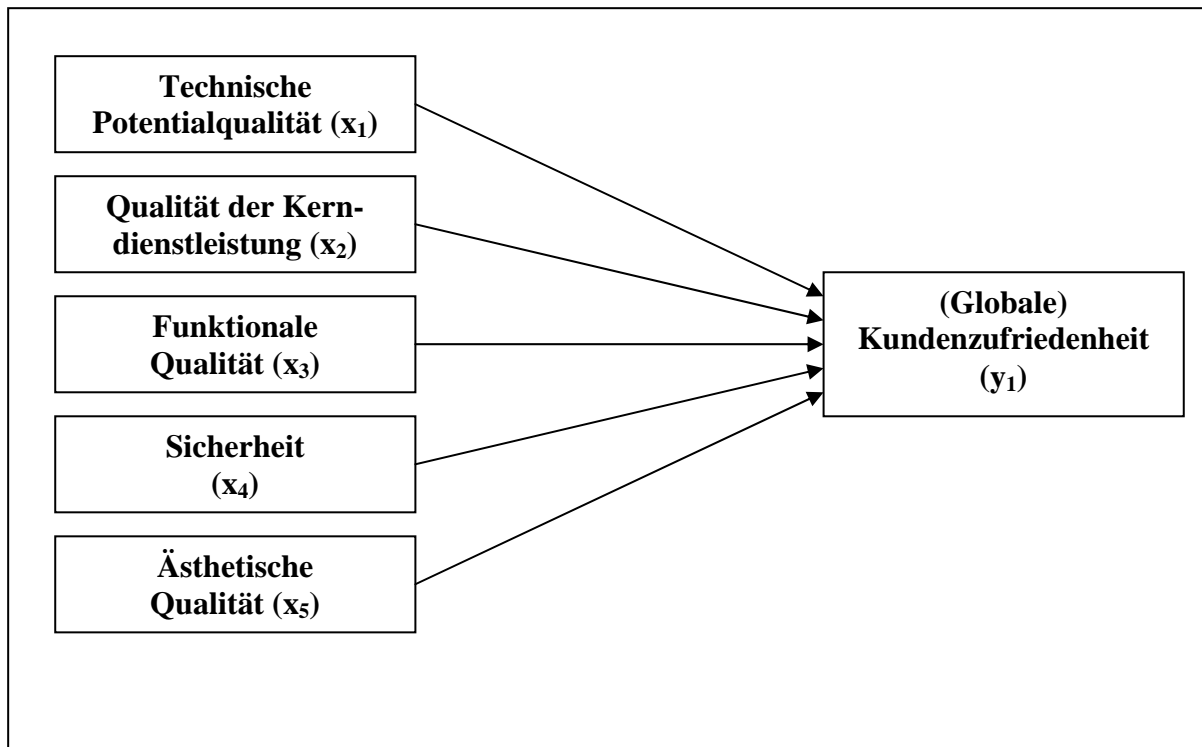 Technische
Potentialqualität (x₁)
Qualität der Kern-
dienstleistung (x₂)
Funktionale
Qualität (x₃)
Sicherheit
(x₄)
Ästhetische
Qualität (x₅)
(Globale)
Kundenzufriedenheit
(y₁)